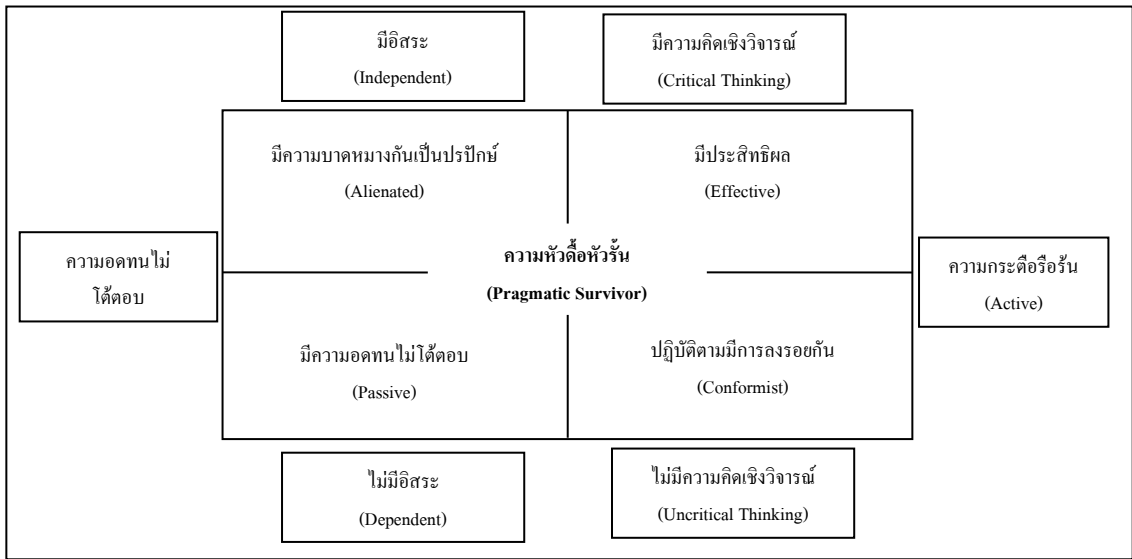 มีอิสระ
(Independent)
มีความคิดเชิงวิจารณ์
(Critical Thinking)
มีความบาดหมางกันเป็นปรปักษ์
(Alienated)
มีประสิทธิผล
(Effective)
ความอดทนไม่
โต้ตอบ
ความหัวดื้อหัวรั้น
(Pragmatic Survivor)
ความกระตือรือร้น
(Active)
มีความอดทนไม่โต้ตอบ
(Passive)
ปฏิบัติตามมีการลงรอยกัน
(Conformist)
ไม่มีอิสระ
(Dependent)
ไม่มีความคิดเชิงวิจารณ์
(Uncritical Thinking)